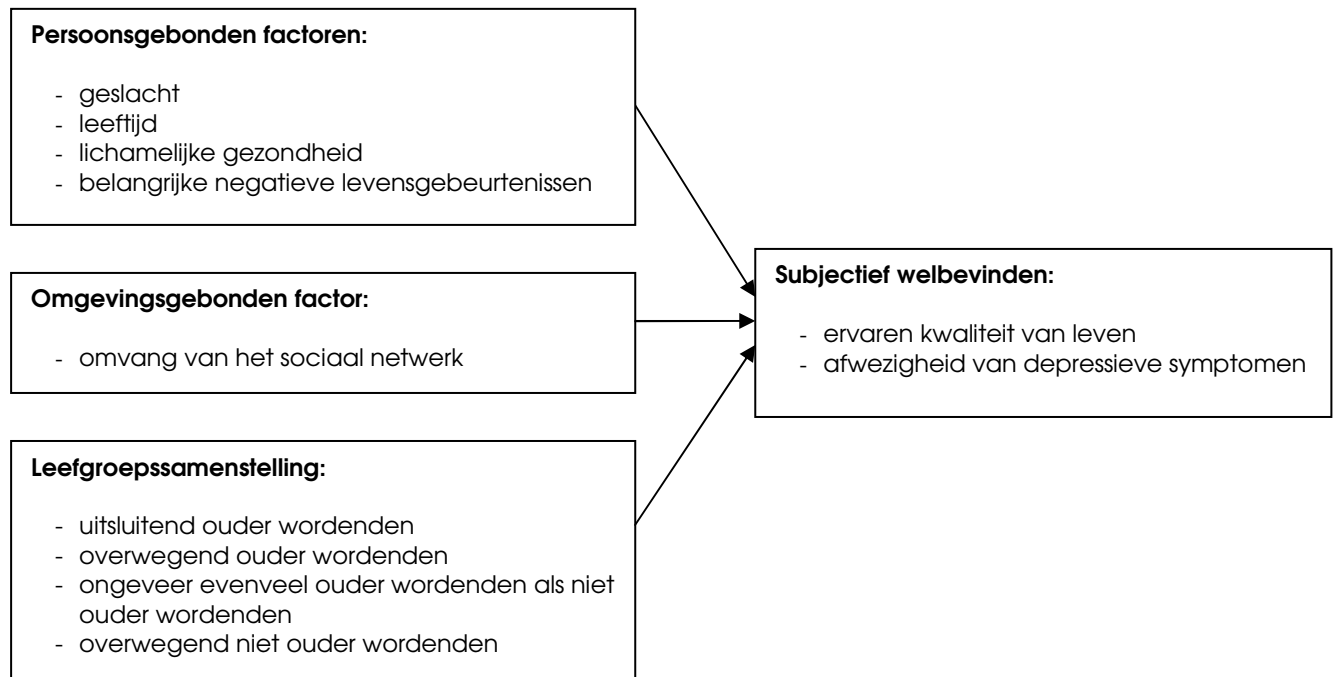 Persoonsgebonden factoren:
- geslacht
- leeftijd
- lichamelijke gezondheid
- belangrijke negatieve levensgebeurtenissen
Omgevingsgebonden factor:
- omvang van het sociaal netwerk
Leefgroepssamenstelling:
- uitsluitend ouder wordenden
- overwegend ouder wordenden
- ongeveer evenveel ouder wordenden als niet
ouder wordenden
- overwegend niet ouder wordenden
Subjectief welbevinden:
- ervaren kwaliteit van leven
- afwezigheid van depressieve symptomen